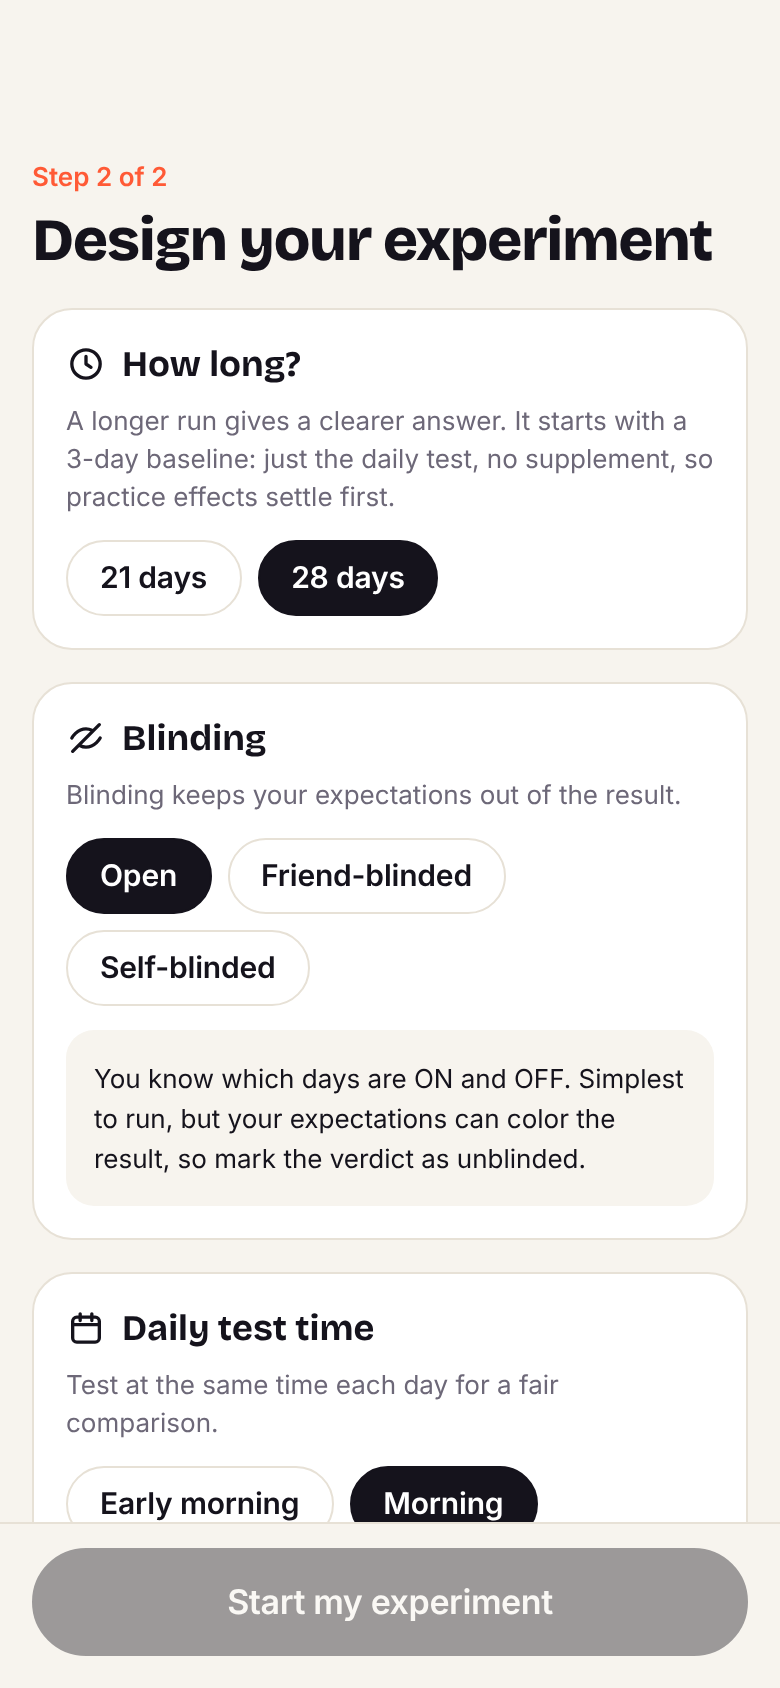 Step 2 of 2
Design your experiment
How long?
A longer run gives a clearer answer. It starts with a
3-day baseline: just the daily test, no supplement, so
practice effects settle first.
21 days
28 days
Blinding
Blinding keeps your expectations out of the result.
Open
Friend-blinded
Self-blinded
You know which days are ON and OFF. Simplest
to run, but your expectations can color the
result, so mark the verdict as unblinded.
Daily test time
Test at the same time each day for a fair
comparison.
Early morning
Morning
Start my experiment